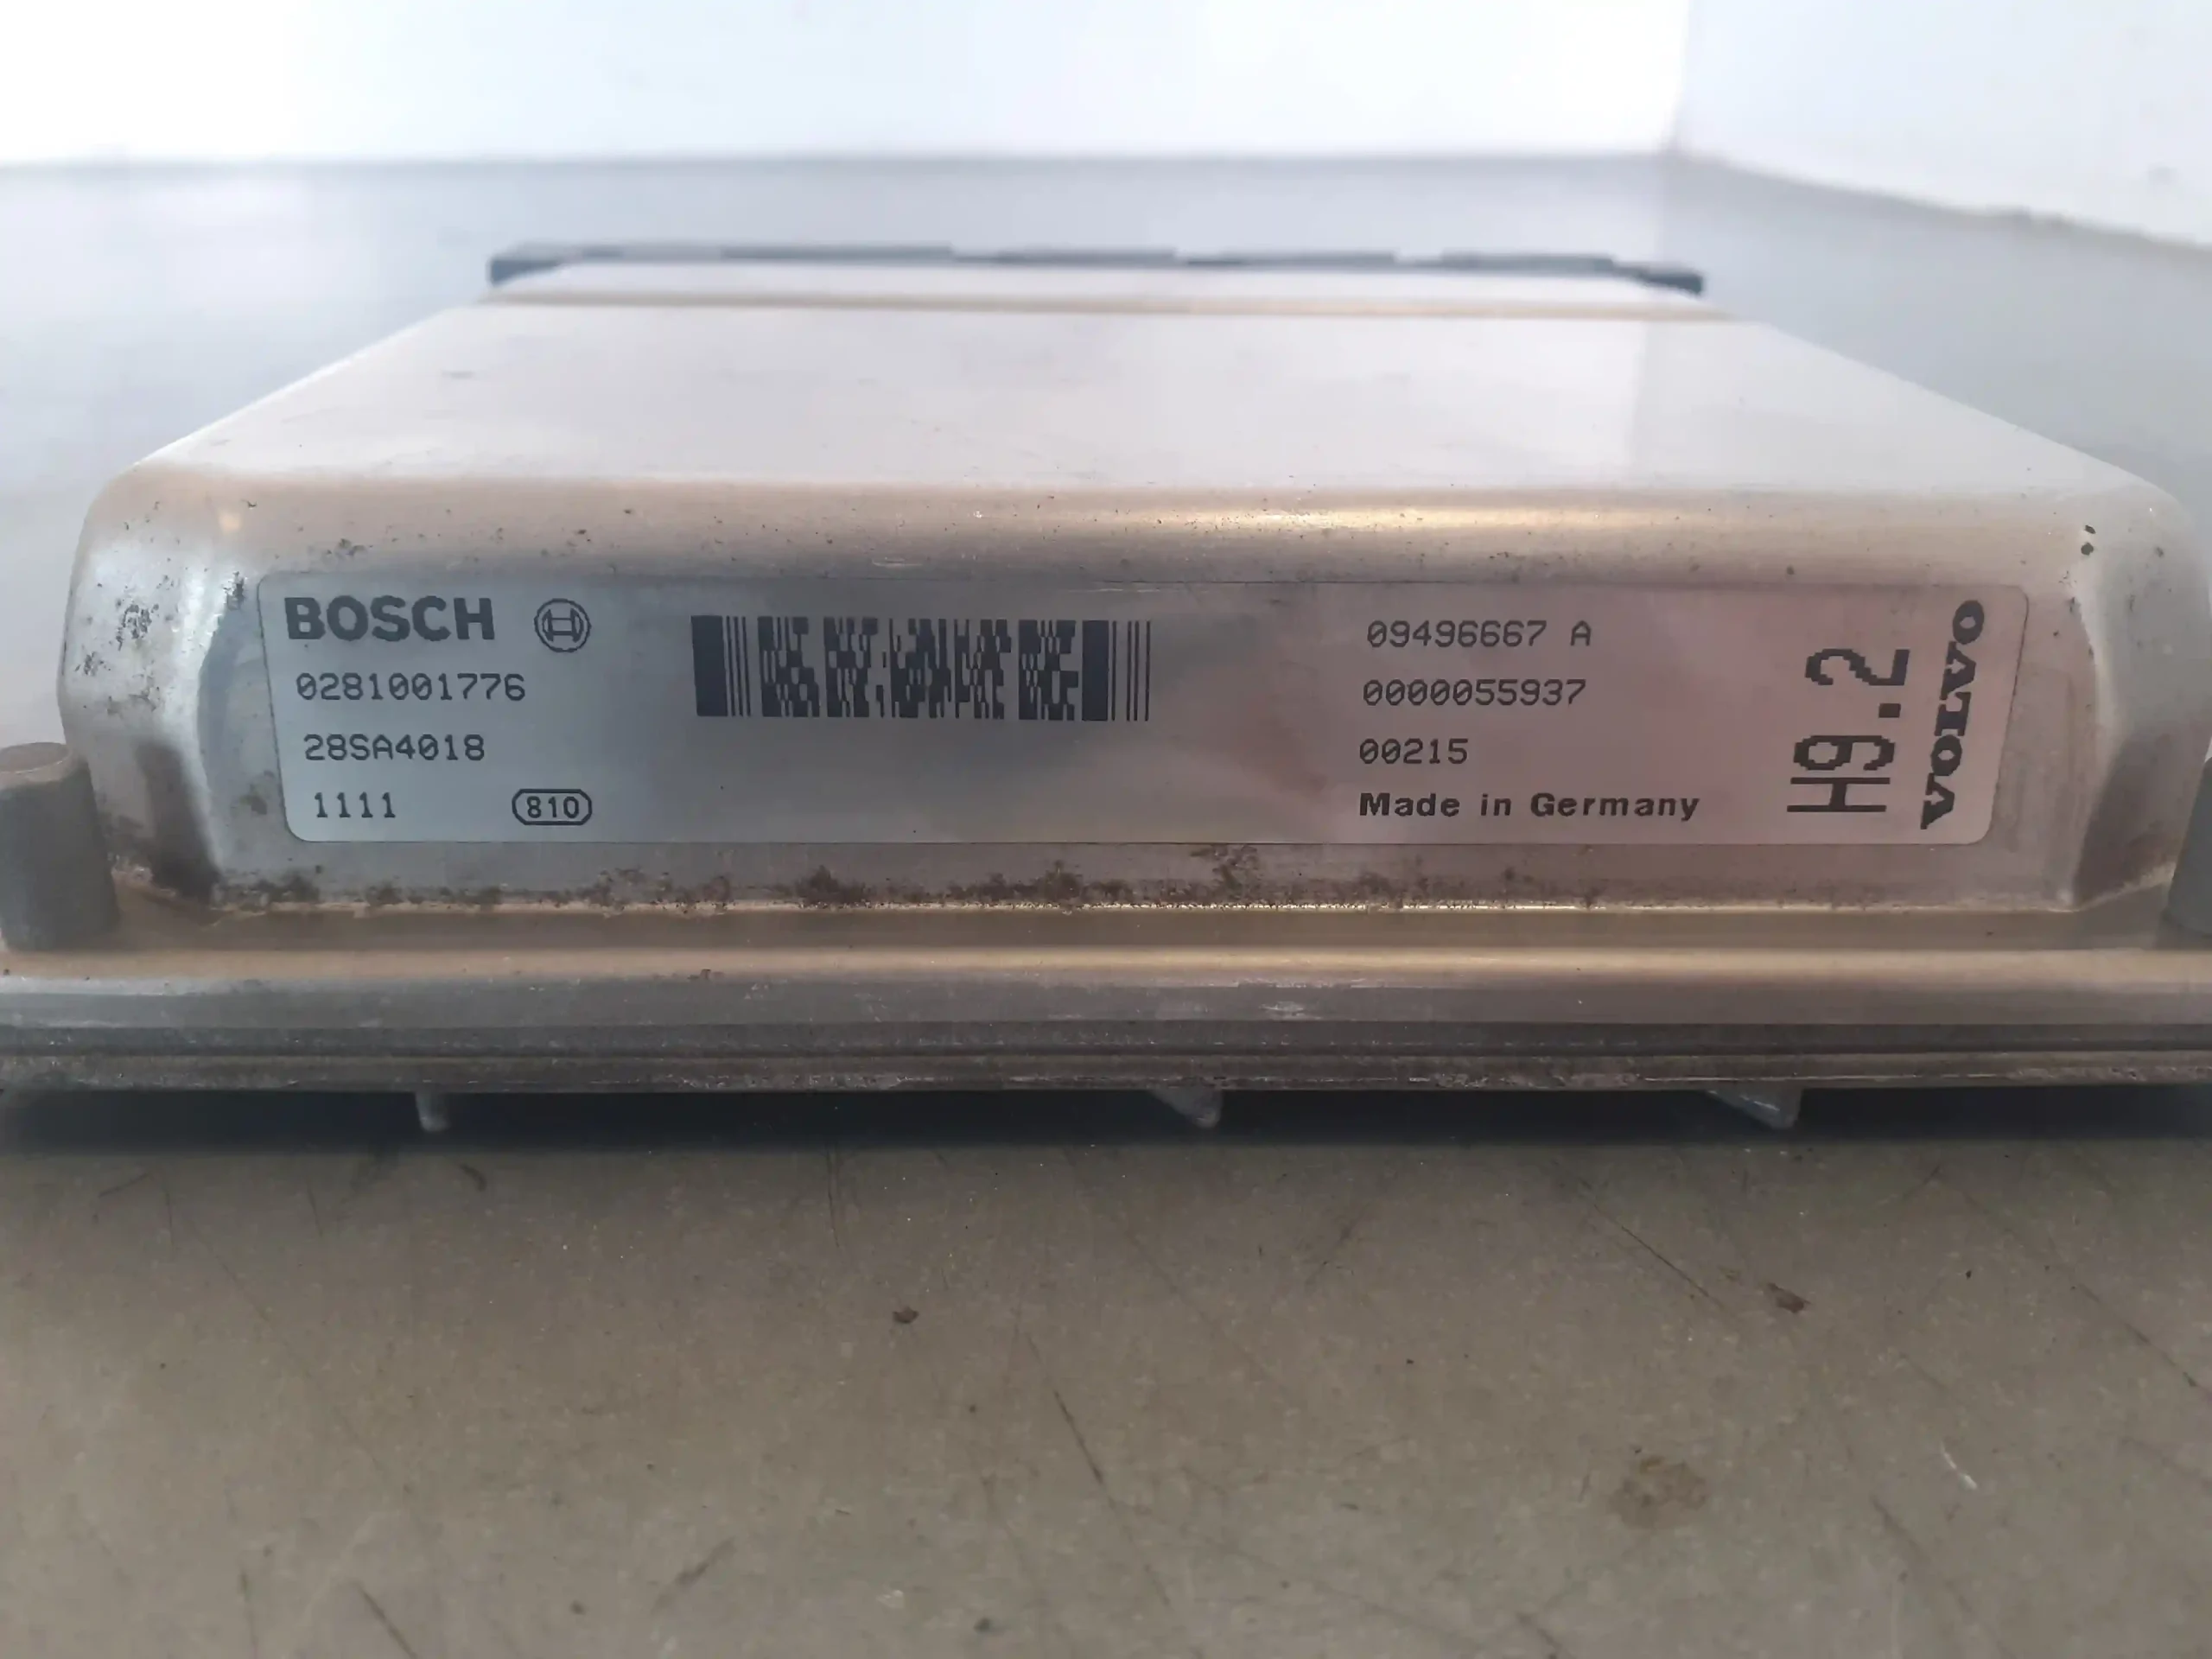 BOSCH
0281001776
28SA4018
1111 810
09496667 A
0000055937
00215
Made in Germany
H9.2
VOLVO